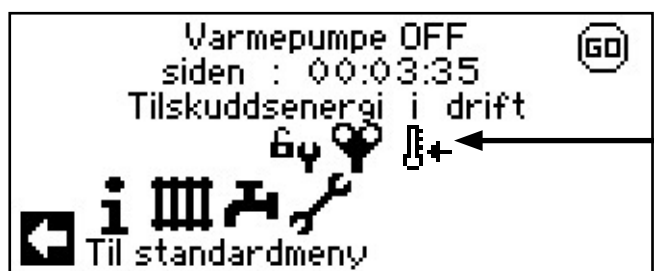 Varmepumpe OFF
GO
siden : 00:03:35
Tilskuddsenergi i drift
Til standardmeny